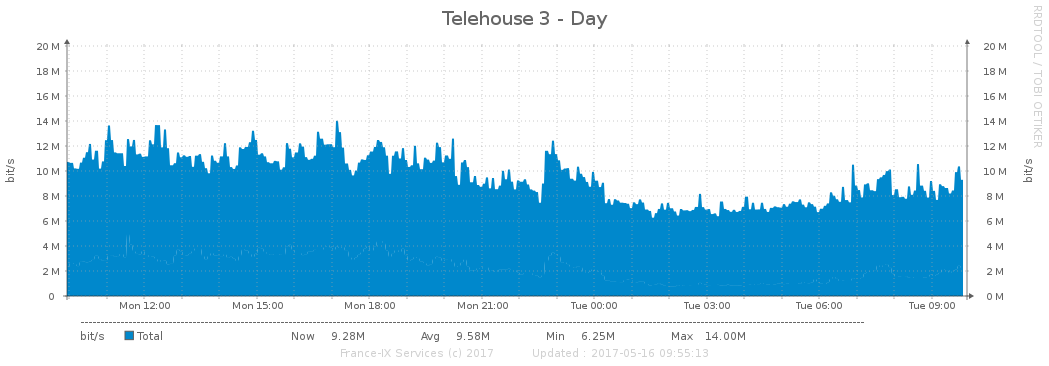 Telehouse 3 - Day
RRDTOOL / TOBI OETIKER
bit/s
bit/s
20 M 20 M
18 M 18 M
16 M 16 M
14 M 14 M
12 M 12 M
10 M 10 M
8 M 8 M
6 M 6 M
4 M 4 M
2 M 2 M
0 0 M
Mon 12:00 Mon 15:00 Mon 18:00 Mon 21:00 Tue 00:00 Tue 03:00 Tue 06:00 Tue 09:00
bit/s Total Now 9.28M Avg 9.58M Min 6.25M Max 14.00M
France-IX Services (c) 2017 Updated : 2017-05-16 09:55:13